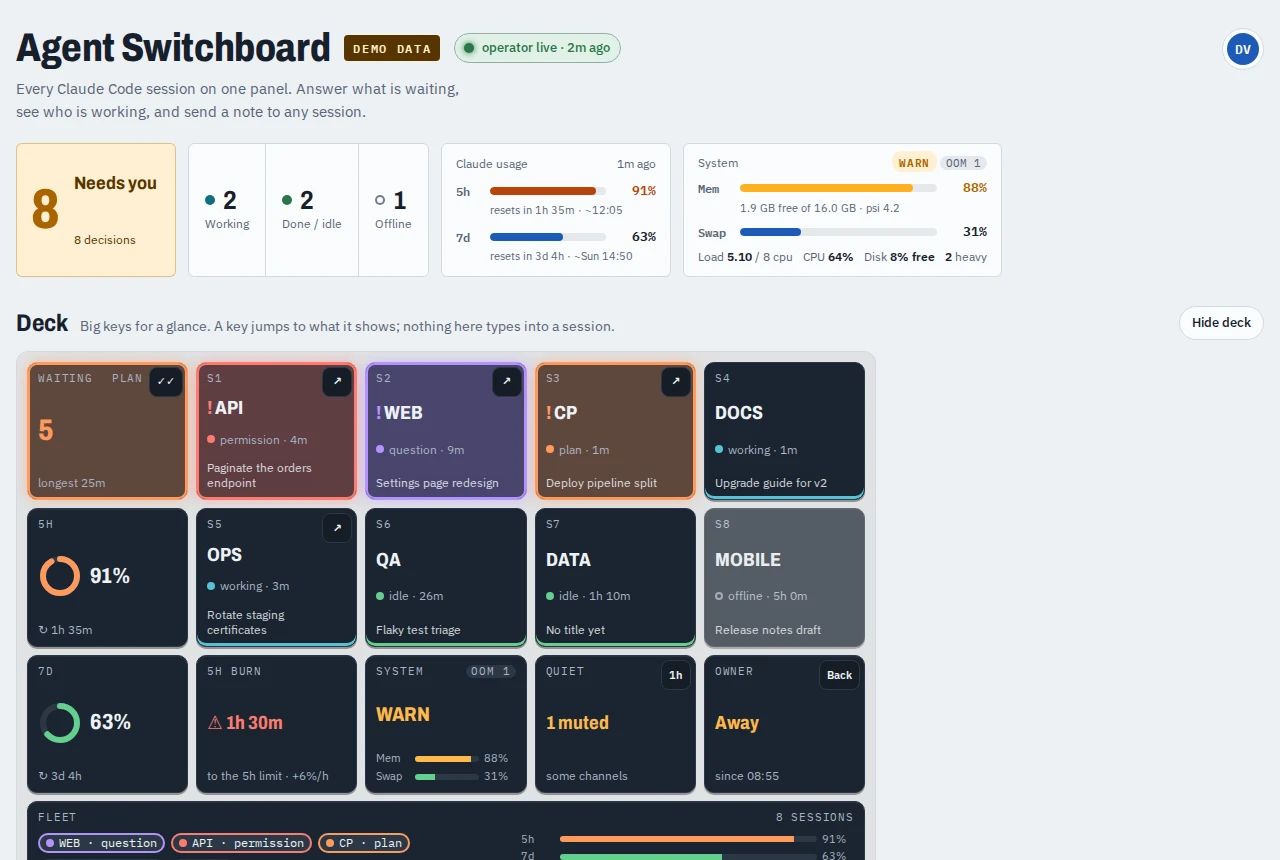 Agent Switchboard DEMO DATA operator live · 2m ago DV
Every Claude Code session on one panel. Answer what is waiting,
see who is working, and send a note to any session.
8 Needs you
8 decisions
2 Working
2 Done / idle
1 Offline
Claude usage 1m ago
5h 91%
resets in 1h 35m · ~12:05
7d 63%
resets in 3d 4h · ~Sun 14:50
System WARN OOM 1
Mem 88%
1.9 GB free of 16.0 GB · psi 4.2
Swap 31%
Load 5.10 / 8 cpu CPU 64% Disk 8% free 2 heavy
Deck Big keys for a glance. A key jumps to what it shows; nothing here types into a session. Hide deck
WAITING PLAN ✓✓
5
longest 25m
S1 ↗
! API
permission · 4m
Paginate the orders
endpoint
S2 ↗
! WEB
question · 9m
Settings page redesign
S3 ↗
! CP
plan · 1m
Deploy pipeline split
S4
DOCS
working · 1m
Upgrade guide for v2
5H
91%
↻ 1h 35m
S5 ↗
OPS
working · 3m
Rotate staging
certificates
S6
QA
idle · 26m
Flaky test triage
S7
DATA
idle · 1h 10m
No title yet
S8
MOBILE
offline · 5h 0m
Release notes draft
7D
63%
↻ 3d 4h
5H BURN
⚠ 1h 30m
to the 5h limit · +6%/h
SYSTEM OOM 1
WARN
Mem 88%
Swap 31%
QUIET 1h
1 muted
some channels
OWNER Back
Away
since 08:55
FLEET 8 SESSIONS
WEB · question API · permission CP · plan
5h 91%
7d 63%